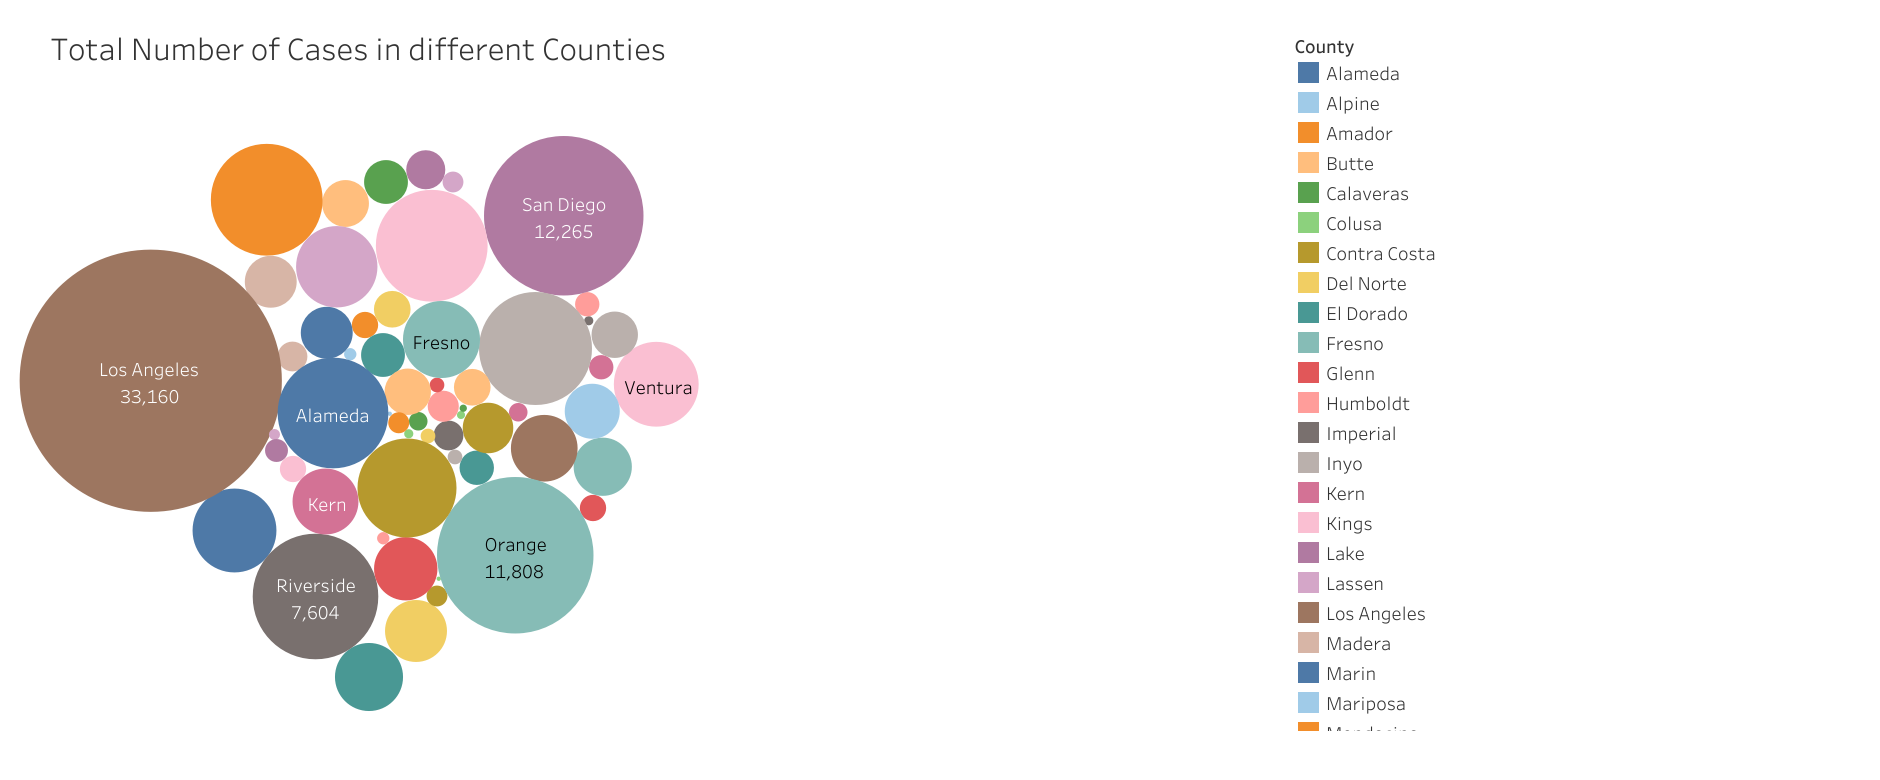 Total Number of Cases in different Counties
San Diego
12,265
Fresno
Los Angeles
33,160
Ventura
Alameda
Kern
Orange
11,808
Riverside
7,604
County
Alameda
Alpine
Amador
Butte
Calaveras
Colusa
Contra Costa
Del Norte
El Dorado
Fresno
Glenn
Humboldt
Imperial
Inyo
Kern
Kings
Lake
Lassen
Los Angeles
Madera
Marin
Mariposa